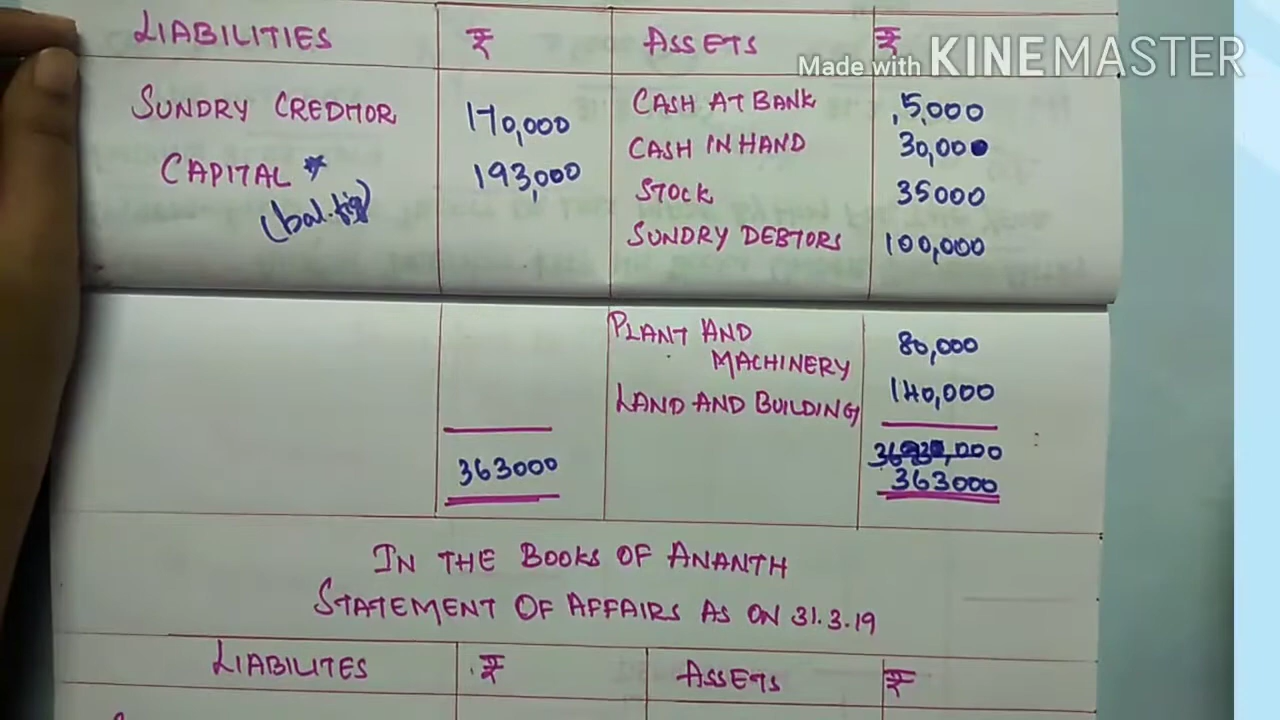 LIABILITIES ₹ ASSETS ₹
Made with KINEMASTER
SUNDRY CREDITOR 170,000 CASH AT BANK 5,000
CAPITAL * 193,000 CASH IN HAND 30,000
(bal.fig) STOCK 35000
SUNDRY DEBTORS 100,000
PLANT AND
MACHINERY 80,000
LAND AND BUILDING 140,000
363000 363000
IN THE BOOKS OF ANANTH
STATEMENT OF AFFAIRS AS ON 31.3.19
LIABILITES ₹ ASSETS ₹